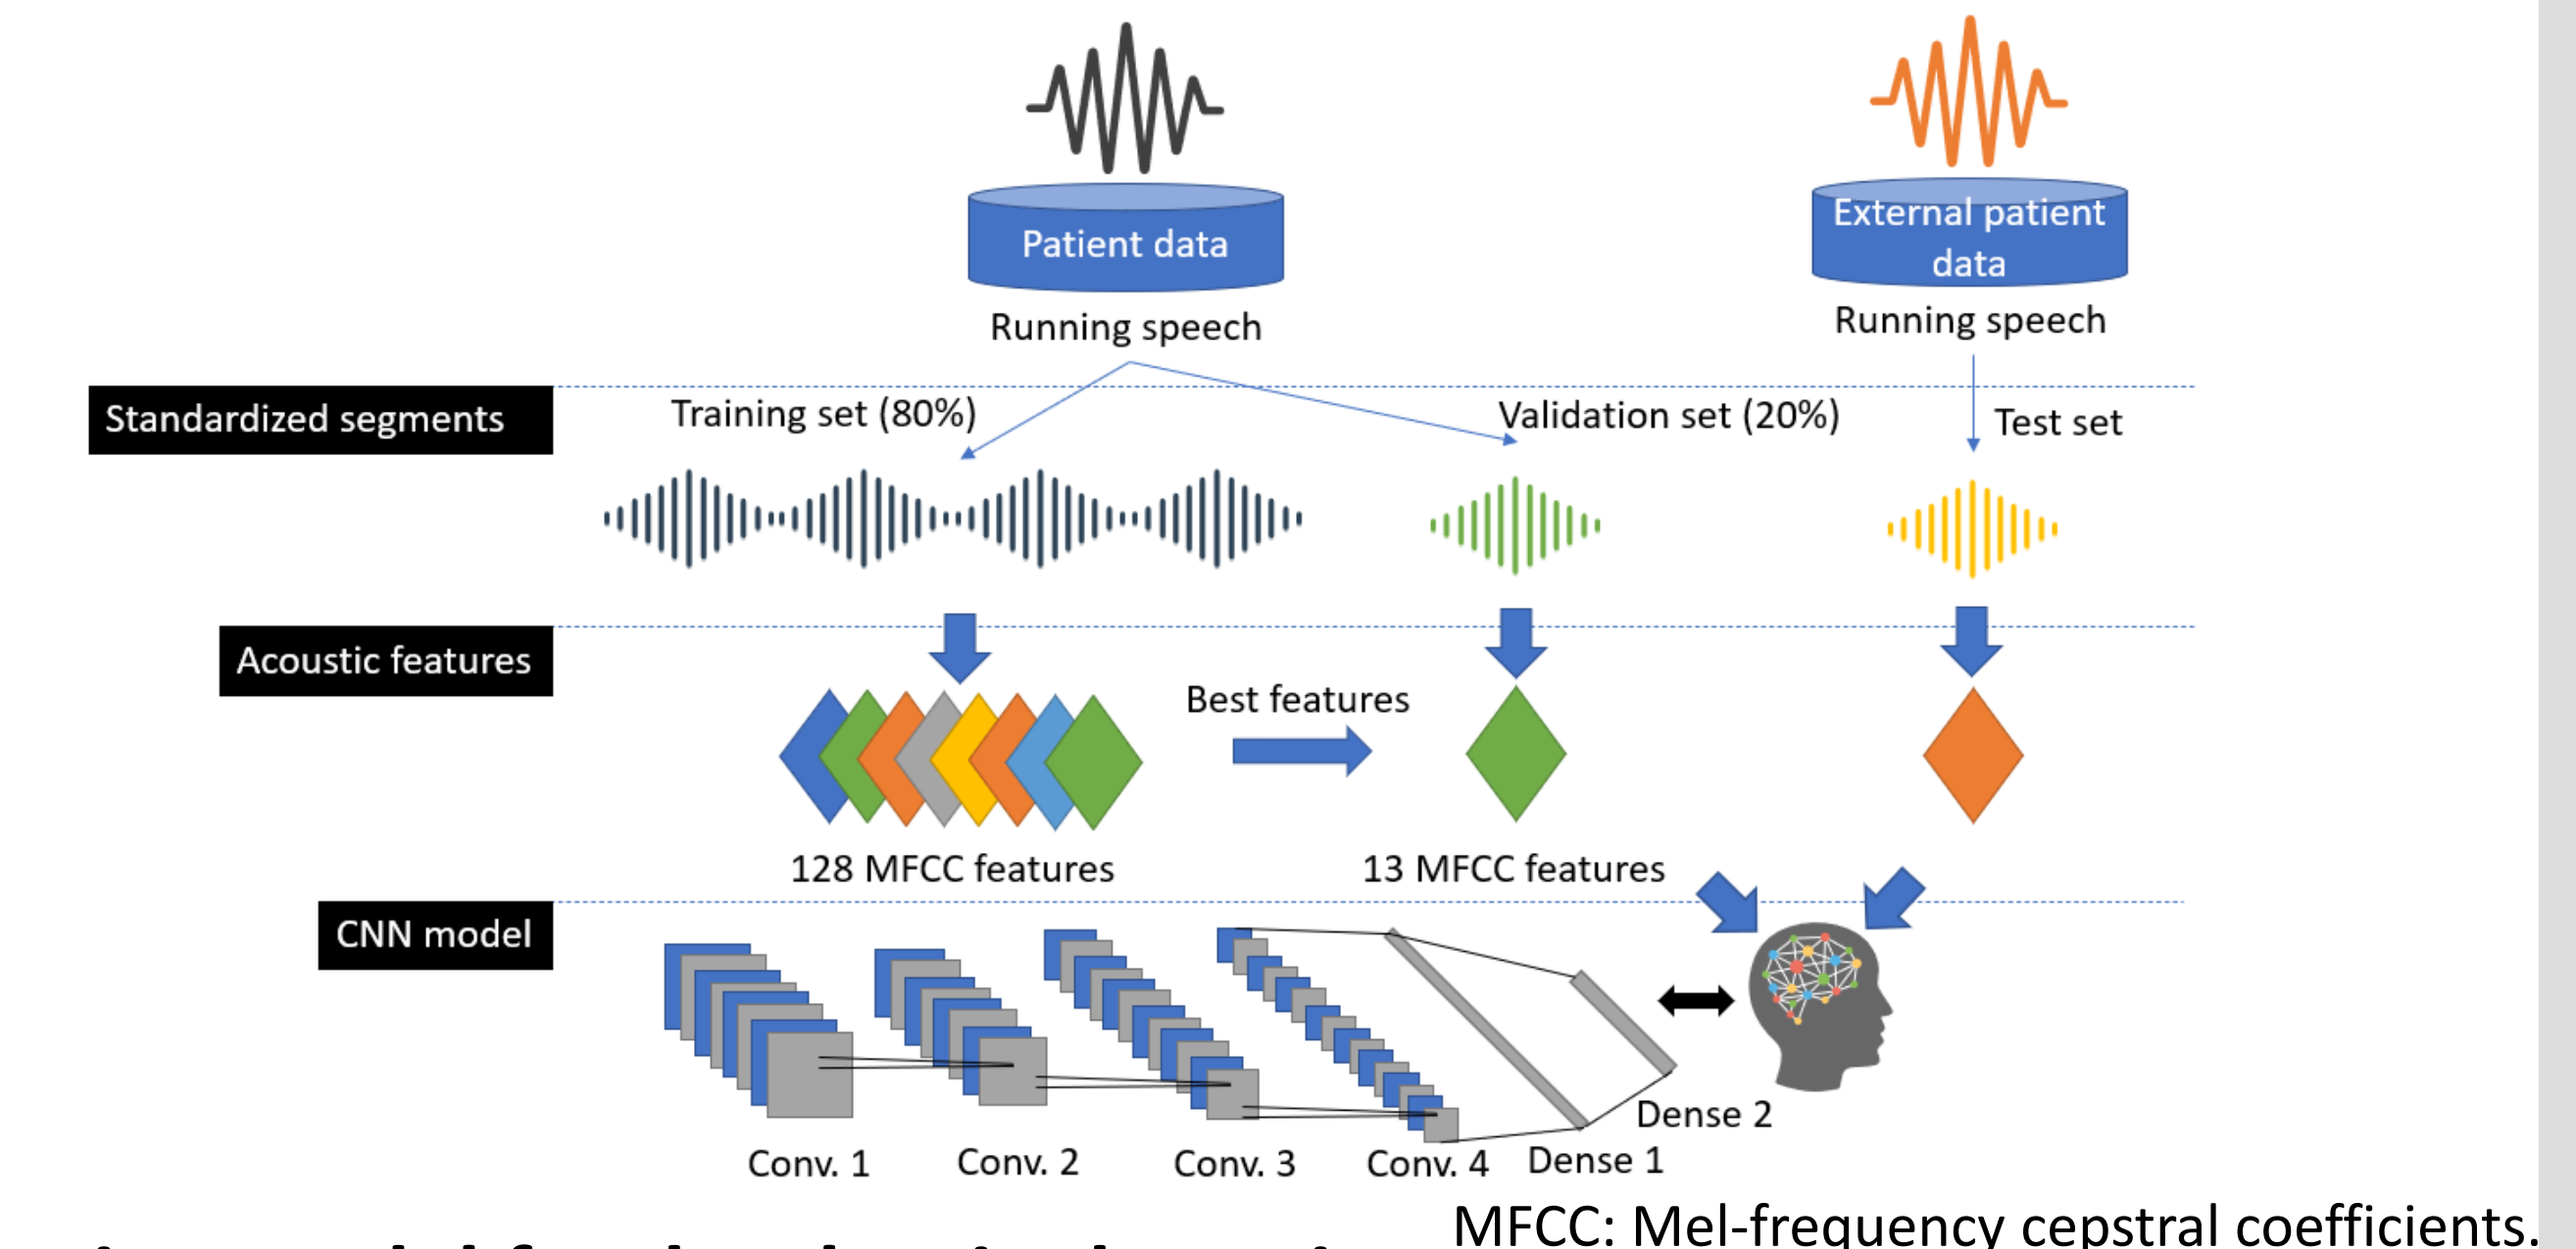 Patient data
External patient
data
Running speech
Running speech
Standardized segments
Training set (80%)
Validation set (20%)
Test set
Acoustic features
Best features
128 MFCC features
13 MFCC features
CNN model
Conv. 1
Conv. 2
Conv. 3
Conv. 4
Dense 1
Dense 2
MFCC: Mel-frequency cepstral coefficients.